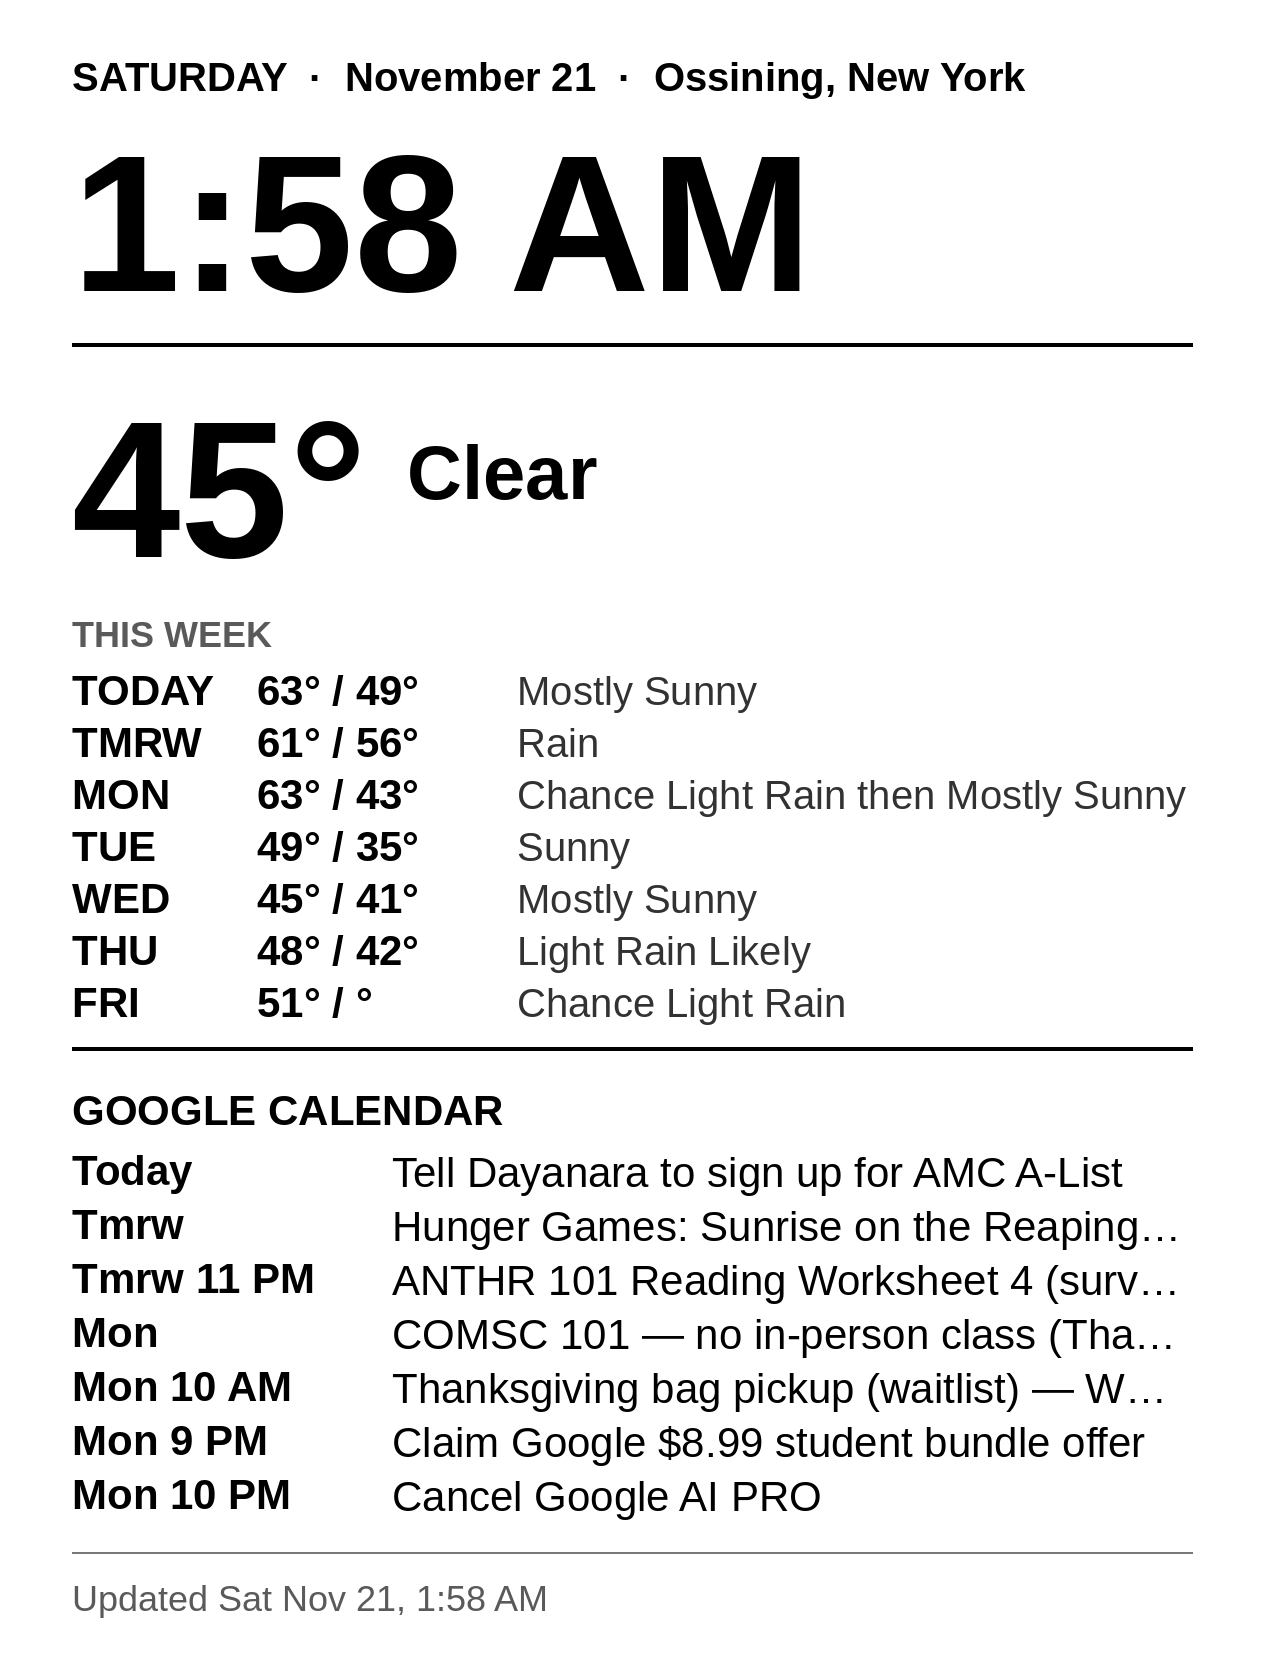 SATURDAY · November 21 · Ossining, New York
1:58 AM
45° Clear
THIS WEEK
TODAY 63° / 49° Mostly Sunny
TMRW 61° / 56° Rain
MON 63° / 43° Chance Light Rain then Mostly Sunny
TUE 49° / 35° Sunny
WED 45° / 41° Mostly Sunny
THU 48° / 42° Light Rain Likely
FRI 51° / ° Chance Light Rain
GOOGLE CALENDAR
Today Tell Dayanara to sign up for AMC A-List
Tmrw Hunger Games: Sunrise on the Reaping…
Tmrw 11 PM ANTHR 101 Reading Worksheet 4 (surv…
Mon COMSC 101 — no in-person class (Tha…
Mon 10 AM Thanksgiving bag pickup (waitlist) — W…
Mon 9 PM Claim Google $8.99 student bundle offer
Mon 10 PM Cancel Google AI PRO
Updated Sat Nov 21, 1:58 AM